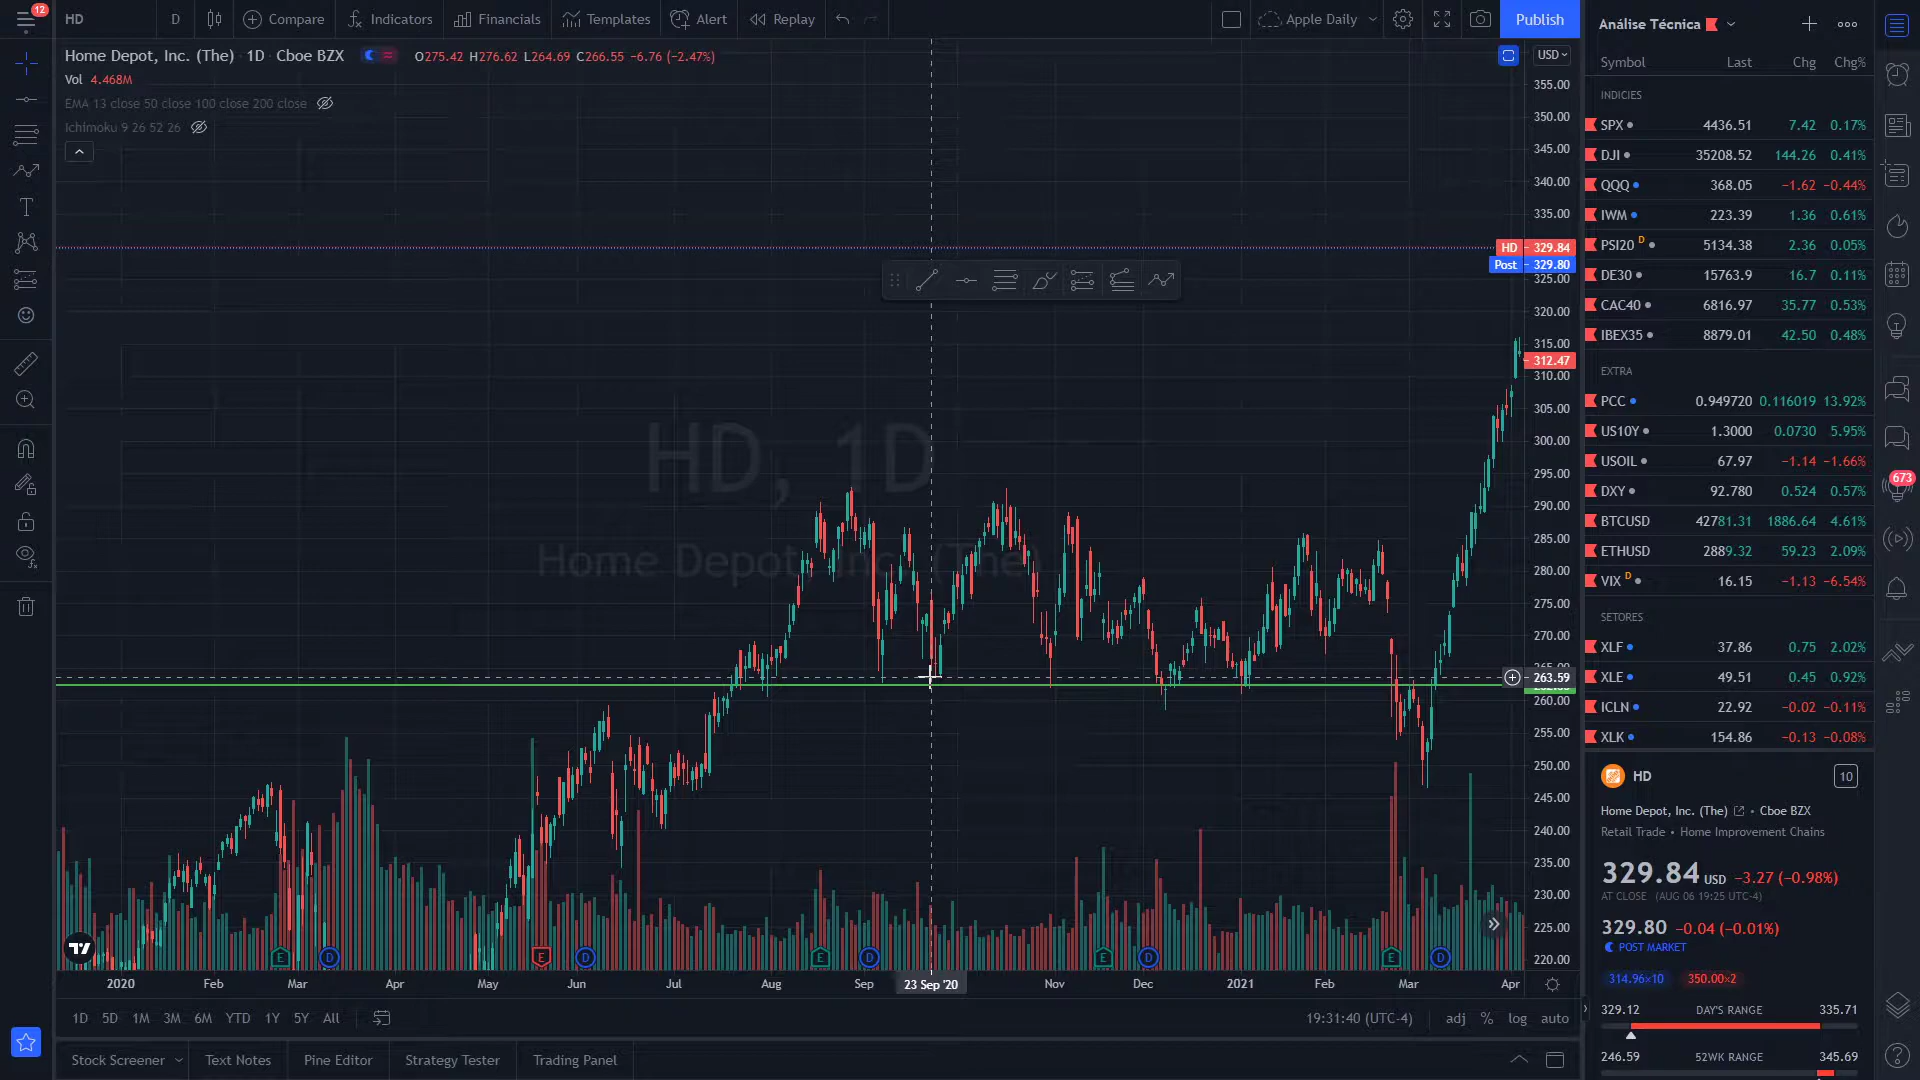 12
HD
D
Compare
Indicators
Financials
Templates
Alert
Replay
Apple Daily
Publish
Home Depot, Inc. (The) 1D Cboe BZX O275.42 H276.62 L264.69 C266.55 −6.76 (−2.47%)
Vol 4.468M
EMA 13 close 50 close 100 close 200 close
Ichimoku 9 26 52 26
HD, 1D
Home Depot, Inc. (The)
USD
355.00
350.00
345.00
340.00
335.00
HD 329.84
Post 329.80
325.00
320.00
315.00
312.47
310.00
305.00
300.00
295.00
290.00
285.00
280.00
275.00
270.00
263.59
260.00
255.00
250.00
245.00
240.00
235.00
230.00
225.00
220.00
E D E D E D E D E D
2020 Feb Mar Apr May Jun Jul Aug Sep 23 Sep '20 Nov Dec 2021 Feb Mar Apr
1D 5D 1M 3M 6M YTD 1Y 5Y All
19:31:40 (UTC-4) adj % log auto
Stock Screener Text Notes Pine Editor Strategy Tester Trading Panel
Análise Técnica
Symbol Last Chg Chg%
INDICIES
SPX 4436.51 7.42 0.17%
DJI 35208.52 144.26 0.41%
QQQ 368.05 −1.62 −0.44%
IWM 223.39 1.36 0.61%
PSI20 D 5134.38 2.36 0.05%
DE30 15763.9 16.7 0.11%
CAC40 6816.97 35.77 0.53%
IBEX35 8879.01 42.50 0.48%
EXTRA
PCC 0.949720 0.116019 13.92%
US10Y 1.3000 0.0730 5.95%
USOIL 67.97 −1.14 −1.66%
DXY 92.780 0.524 0.57%
BTCUSD 42781.31 1886.64 4.61%
ETHUSD 2889.32 59.23 2.09%
VIX D 16.15 −1.13 −6.54%
SETORES
XLF 37.86 0.75 2.02%
XLE 49.51 0.45 0.92%
ICLN 22.92 −0.02 −0.11%
XLK 154.86 −0.13 −0.08%
HD 10
Home Depot, Inc. (The) • Cboe BZX
Retail Trade • Home Improvement Chains
329.84 USD −3.27 (−0.98%)
AT CLOSE (AUG 06 19:25 UTC-4)
329.80 −0.04 (−0.01%)
POST MARKET
314.96×10 350.00×2
329.12 DAY'S RANGE 335.71
246.59 52WK RANGE 345.69
673